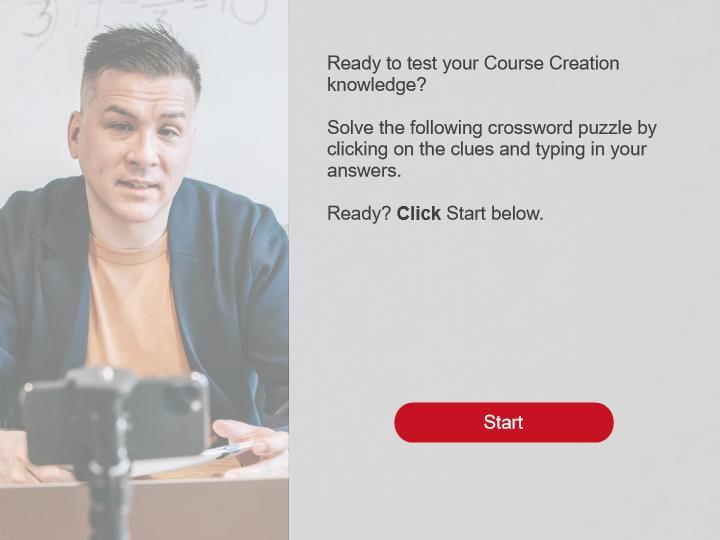 Ready to test your Course Creation
knowledge?
Solve the following crossword puzzle by
clicking on the clues and typing in your
answers.
Ready? Click Start below.
Start